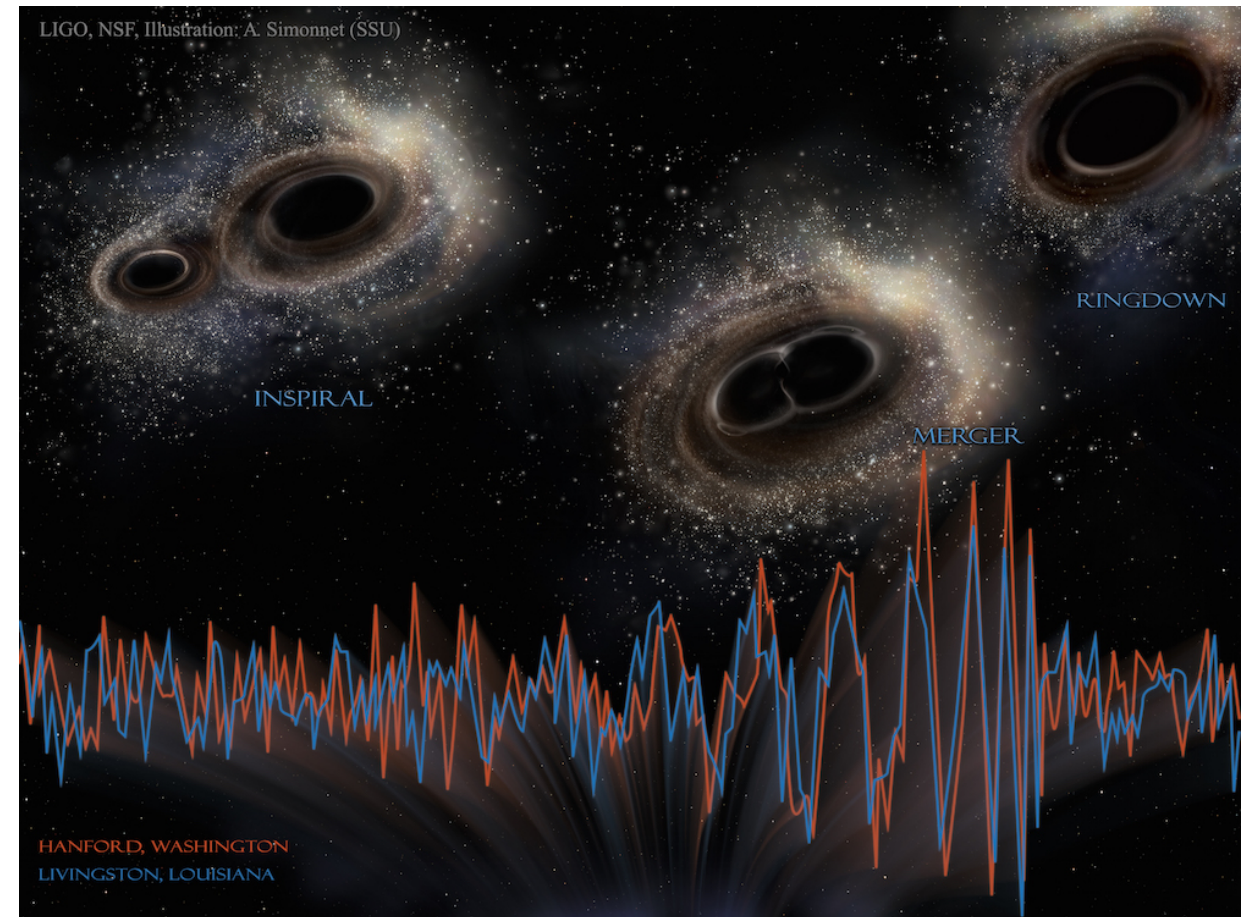 LIGO, NSF, Illustration: A. Simonnet (SSU)
RINGDOWN
INSPIRAL
MERGER
HANFORD, WASHINGTON
LIVINGSTON, LOUISIANA